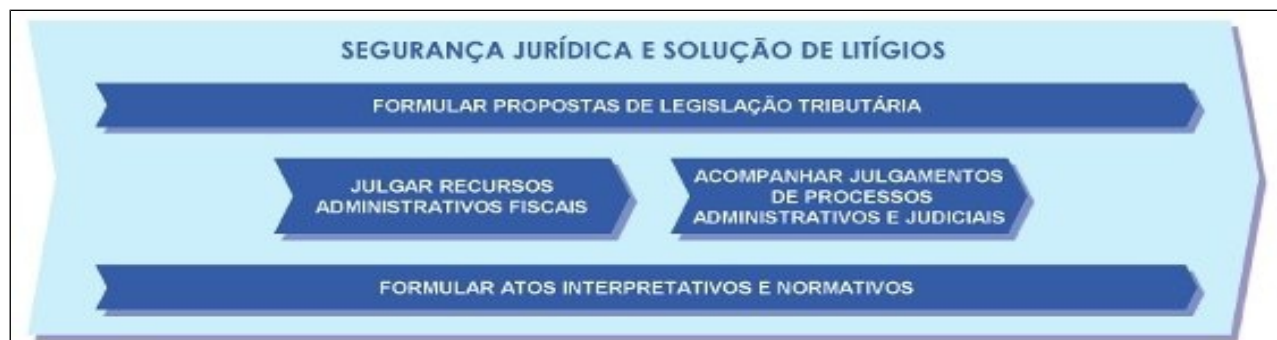 SEGURANÇA JURÍDICA E SOLUÇÃO DE LITÍGIOS
FORMULAR PROPOSTAS DE LEGISLAÇÃO TRIBUTÁRIA
JULGAR RECURSOS
ADMINISTRATIVOS FISCAIS
ACOMPANHAR JULGAMENTOS
DE PROCESSOS
ADMINISTRATIVOS E JUDICIAIS
FORMULAR ATOS INTERPRETATIVOS E NORMATIVOS